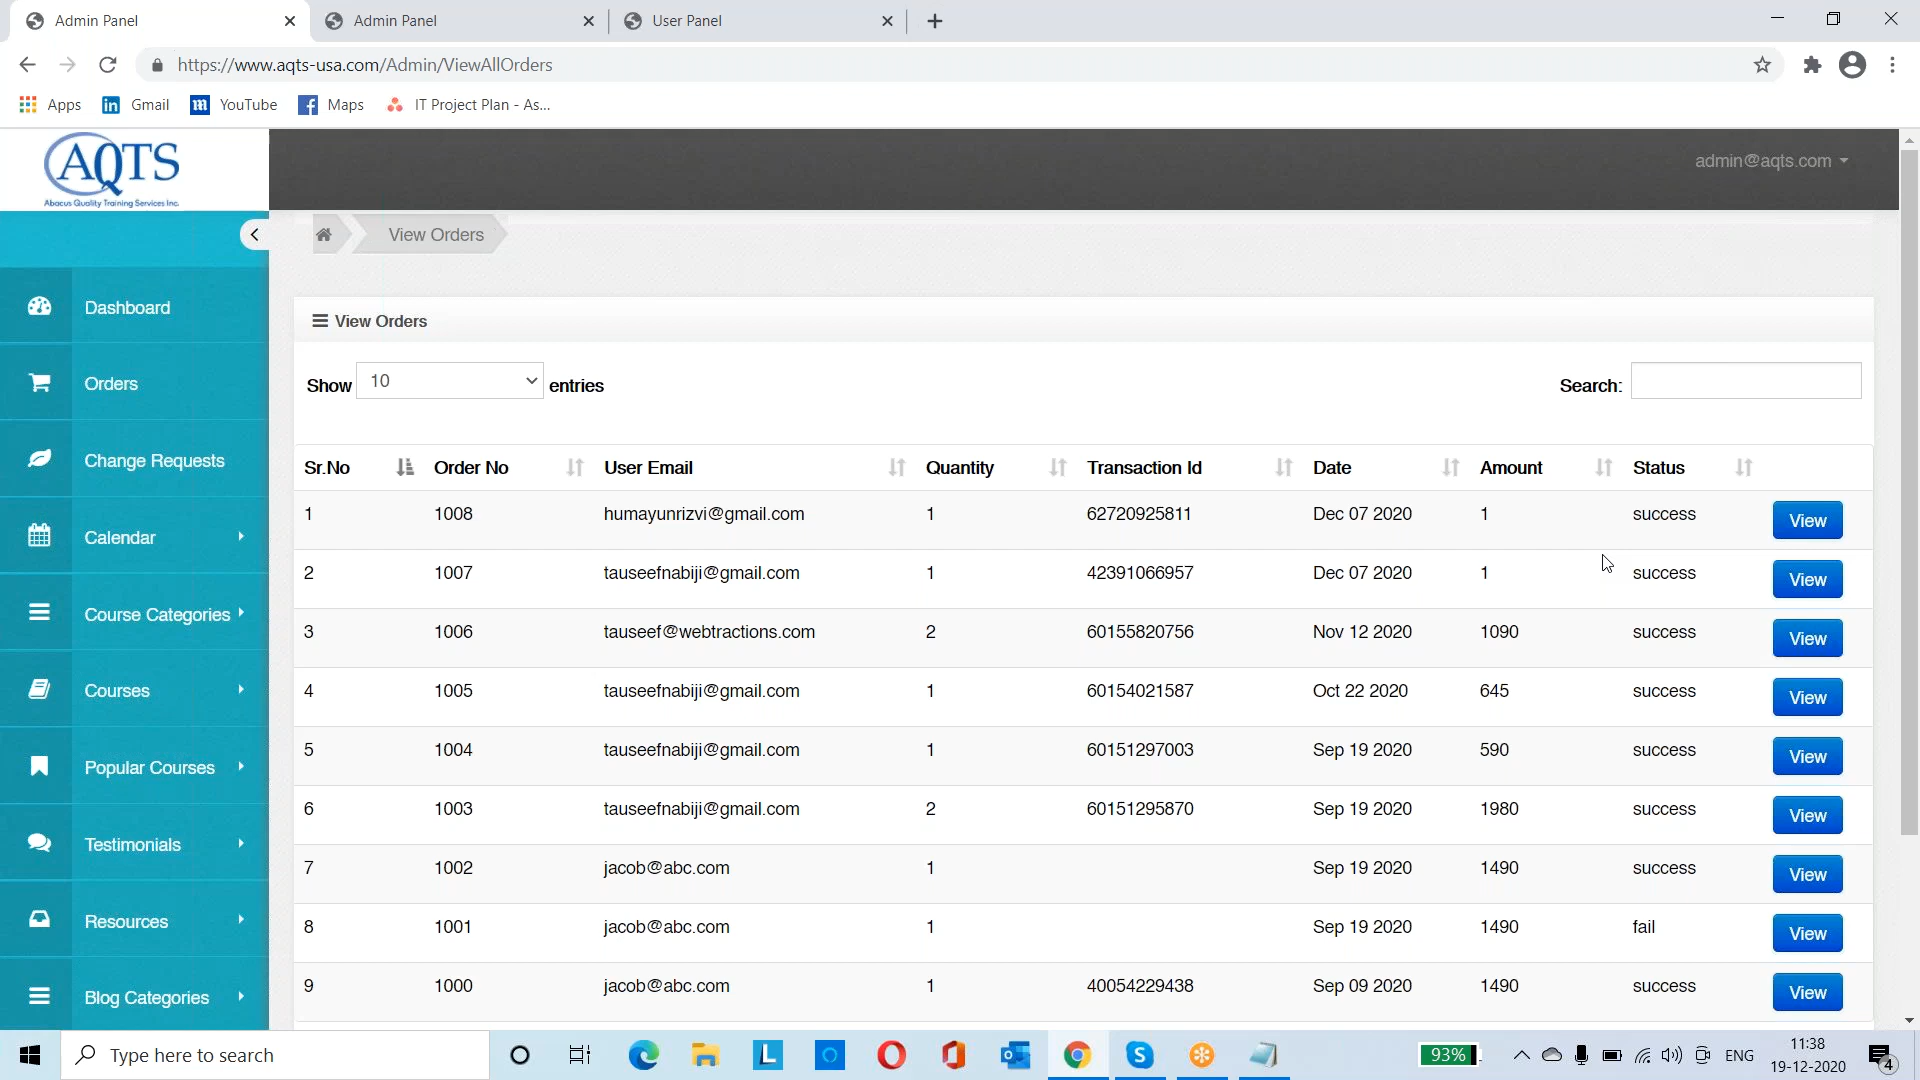 Admin Panel
Admin Panel
User Panel
https://www.aqts-usa.com/Admin/ViewAllOrders
Apps
Gmail
YouTube
Maps
IT Project Plan - As...
AQTS
Abacus Quality Training Services Inc.
admin@aqts.com
View Orders
Dashboard
Orders
Change Requests
Calendar
Course Categories
Courses
Popular Courses
Testimonials
Resources
Blog Categories
View Orders
Show 10 entries
Search:
Sr.No Order No User Email Quantity Transaction Id Date Amount Status
1 1008 humayunrizvi@gmail.com 1 62720925811 Dec 07 2020 1 success View
2 1007 tauseefnabiji@gmail.com 1 42391066957 Dec 07 2020 1 success View
3 1006 tauseef@webtractions.com 2 60155820756 Nov 12 2020 1090 success View
4 1005 tauseefnabiji@gmail.com 1 60154021587 Oct 22 2020 645 success View
5 1004 tauseefnabiji@gmail.com 1 60151297003 Sep 19 2020 590 success View
6 1003 tauseefnabiji@gmail.com 2 60151295870 Sep 19 2020 1980 success View
7 1002 jacob@abc.com 1 Sep 19 2020 1490 success View
8 1001 jacob@abc.com 1 Sep 19 2020 1490 fail View
9 1000 jacob@abc.com 1 40054229438 Sep 09 2020 1490 success View
Type here to search
93%
ENG
11:38
19-12-2020
4